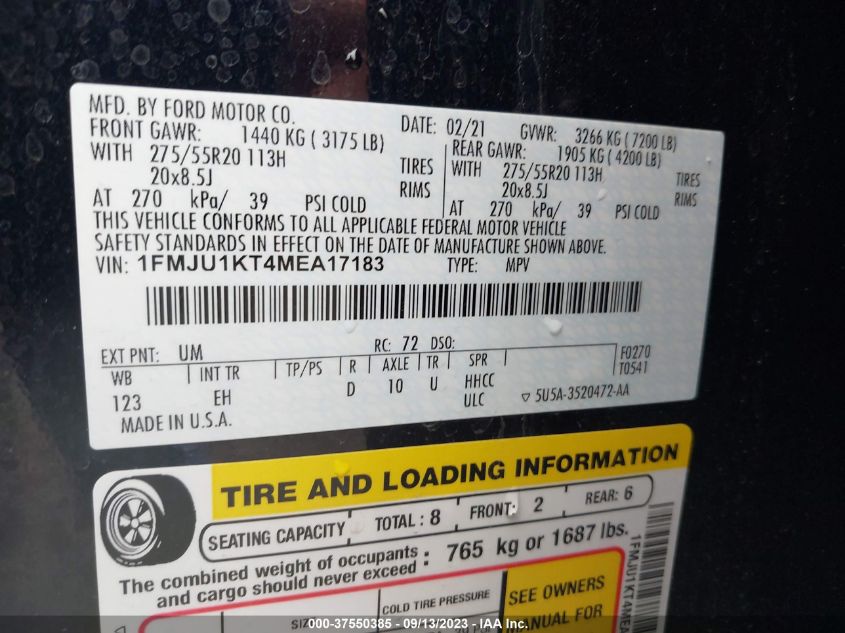 MFD. BY FORD MOTOR CO.
DATE: 02/21 GVWR: 3266 KG ( 7200 LB)
FRONT GAWR: 1440 KG ( 3175 LB)
REAR GAWR: 1905 KG ( 4200 LB)
WITH 275/55R20 113H TIRES
WITH 275/55R20 113H TIRES
20x8.5J RIMS
20x8.5J RIMS
AT 270 kPa/ 39 PSI COLD
AT 270 kPa/ 39 PSI COLD
THIS VEHICLE CONFORMS TO ALL APPLICABLE FEDERAL MOTOR VEHICLE
SAFETY STANDARDS IN EFFECT ON THE DATE OF MANUFACTURE SHOWN ABOVE.
VIN: 1FMJU1KT4MEA17183 TYPE: MPV
EXT PNT: UM RC: 72 DSO:
WB INT TR TP/PS R AXLE TR SPR
F0270
T0541
123 EH D 10 U HHCC
ULC
▽ 5U5A-3520472-AA
MADE IN U.S.A.
TIRE AND LOADING INFORMATION
SEATING CAPACITY TOTAL: 8 FRONT: 2 REAR: 6
The combined weight of occupants
and cargo should never exceed : 765 kg or 1687 lbs.
COLD TIRE PRESSURE
SEE OWNERS
MANUAL FOR
1FMJU1KT4MEA
000-37550385 - 09/13/2023 - IAA Inc.